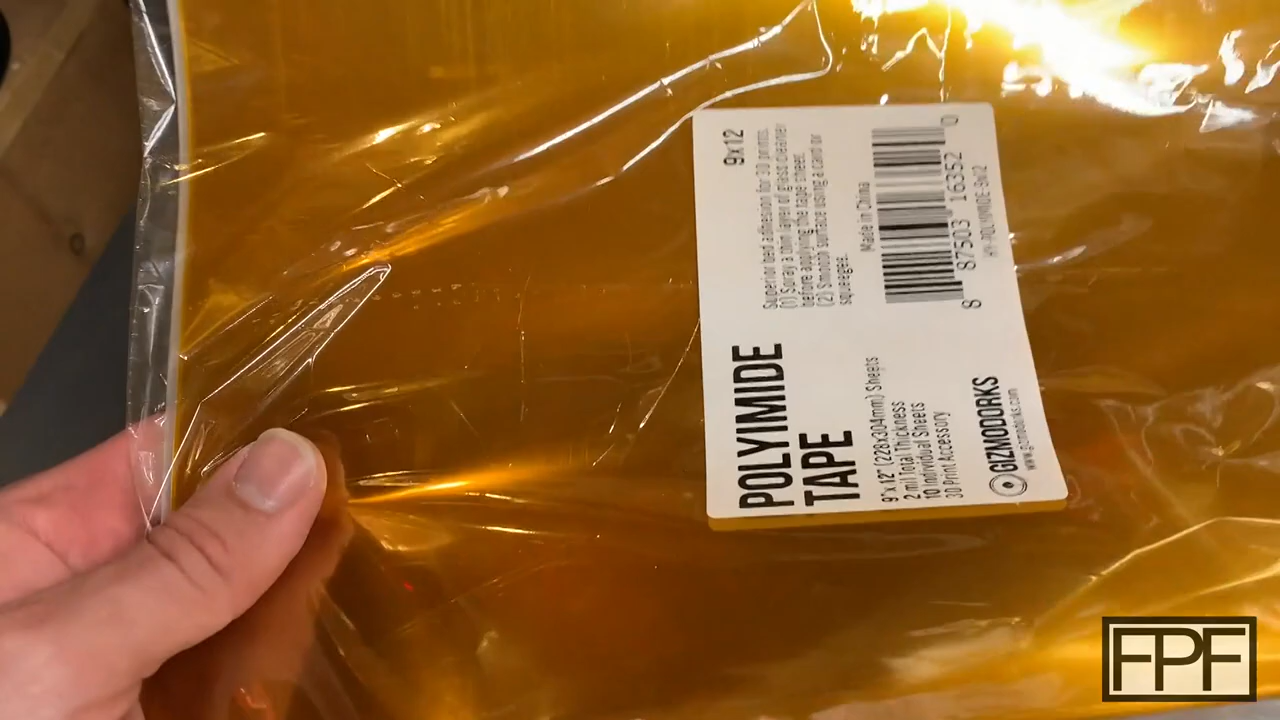 POLYIMIDE
TAPE
9"x12" (228x304mm) Sheets
2 mil Total Thickness
10 Individual Sheets
3D Print Accessory
GIZMODORKS
www.gizmodorks.com
9x12
Superior bed adhesion for 3D prints.
(1) Spray a thin layer of glass cleaner
before applying the tape sheet.
(2) Smooth surface using a card or
squeegee.
Made in China
8 87503 16352 0
FPF